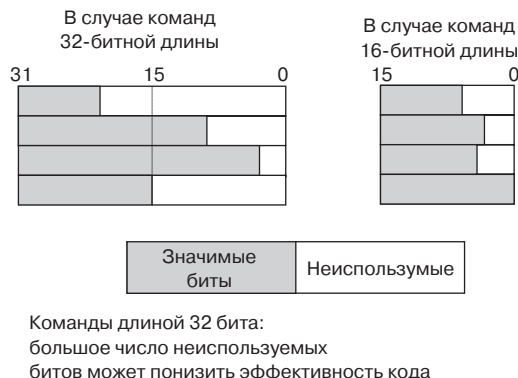 В случае команд
32-битной длины
31 15 0
В случае команд
16-битной длины
15 0
Значимые
биты
Неиспользумые
Команды длиной 32 бита:
большое число неиспользуемых
битов может понизить эффективность кода